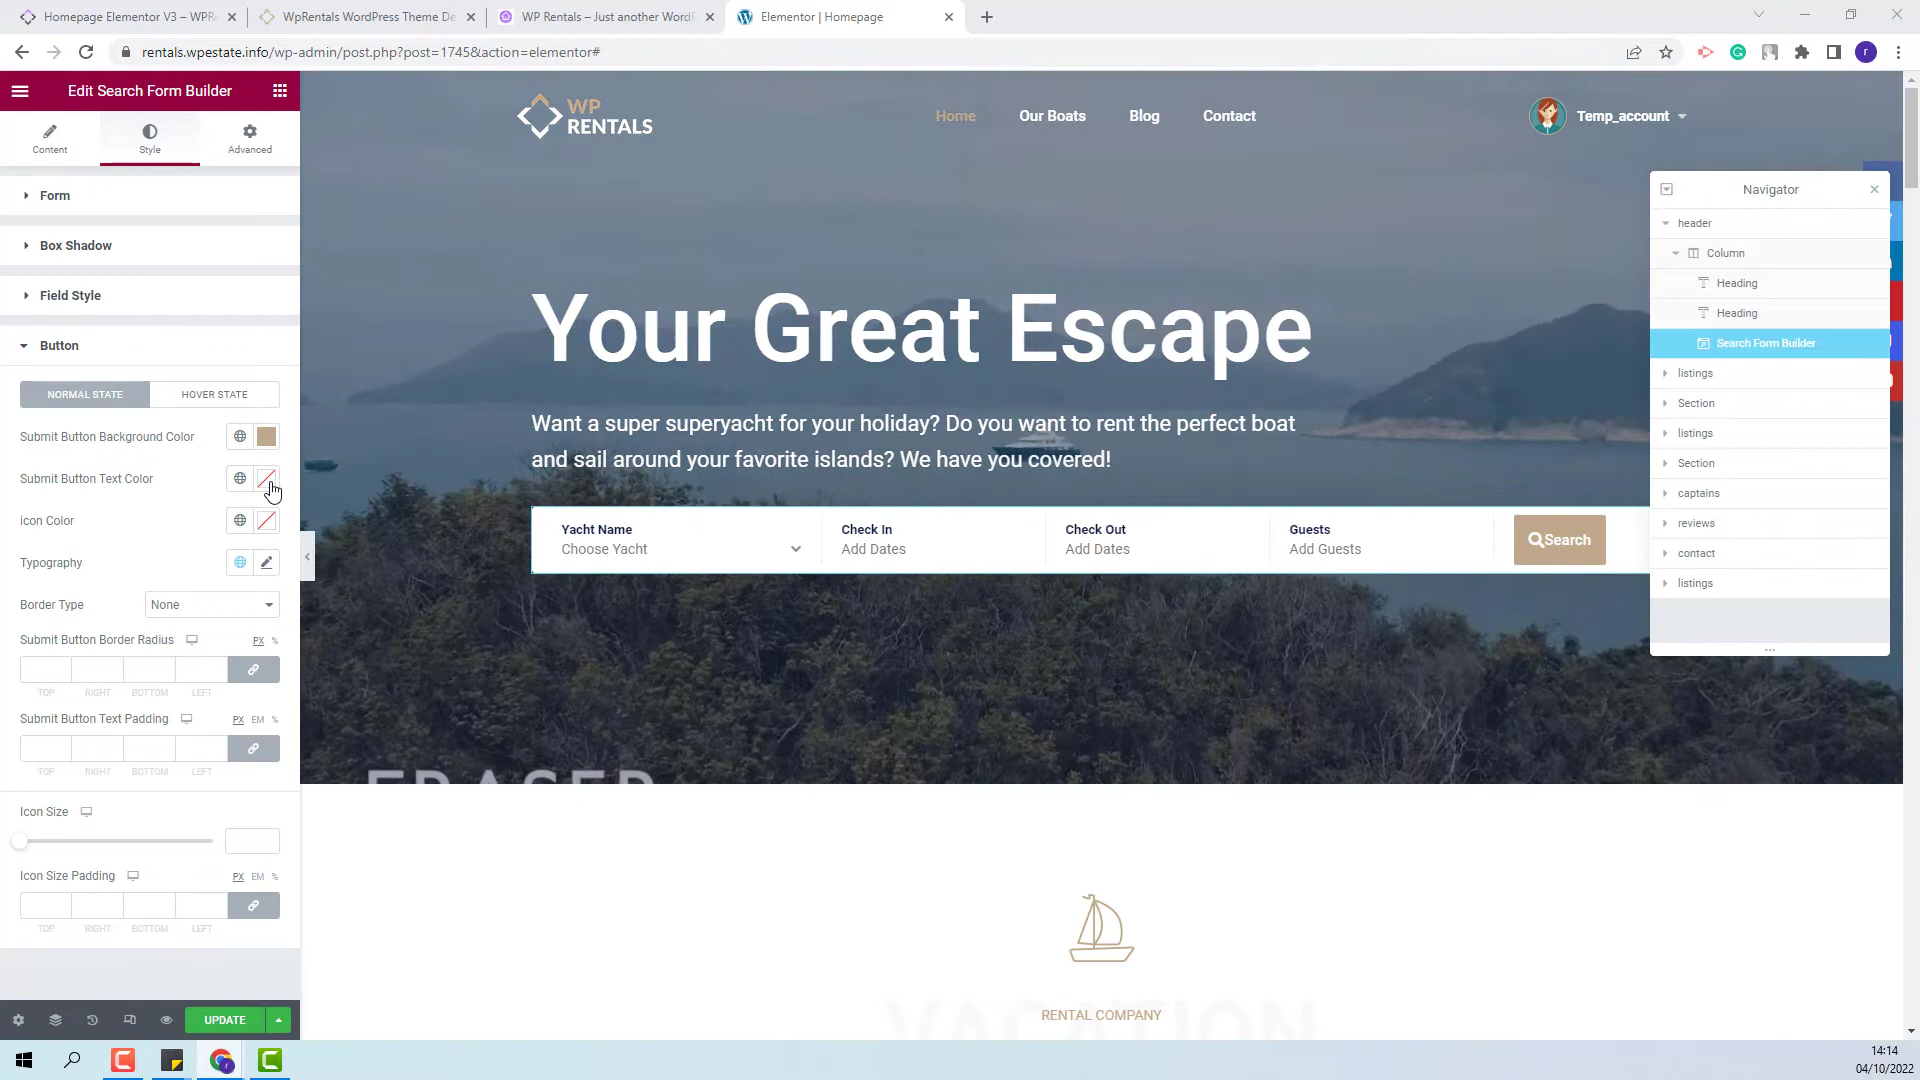 Homepage Elementor V3 – WPRe
WpRentals WordPress Theme De
WP Rentals – Just another WordP
Elementor | Homepage
rentals.wpestate.info/wp-admin/post.php?post=1745&action=elementor#
r
Edit Search Form Builder
Content
Style
Advanced
Form
Box Shadow
Field Style
Button
NORMAL STATE
HOVER STATE
Submit Button Background Color
Submit Button Text Color
icon Color
Typography
Border Type
None
Submit Button Border Radius
PX %
TOP RIGHT BOTTOM LEFT
Submit Button Text Padding
PX EM %
TOP RIGHT BOTTOM LEFT
Icon Size
Icon Size Padding
PX EM %
TOP RIGHT BOTTOM LEFT
UPDATE
WP
RENTALS
Home
Our Boats
Blog
Contact
Temp_account
Your Great Escape
Want a super superyacht for your holiday? Do you want to rent the perfect boat
and sail around your favorite islands? We have you covered!
Yacht Name
Choose Yacht
Check In
Add Dates
Check Out
Add Dates
Guests
Add Guests
Search
FRASER
VACATION
RENTAL COMPANY
Navigator
header
Column
Heading
Heading
Search Form Builder
listings
Section
listings
Section
captains
reviews
contact
listings
14:14
04/10/2022